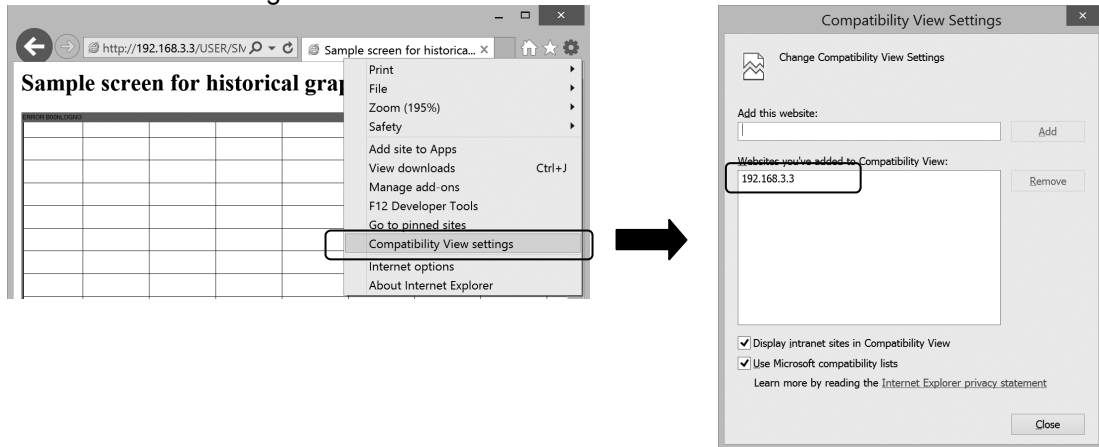 http://192.168.3.3/USER/SM
Sample screen for historica...
Sample screen for historical grap
Print
File
Zoom (195%)
Safety
Add site to Apps
View downloads Ctrl+J
Manage add-ons
F12 Developer Tools
Go to pinned sites
Compatibility View settings
Internet options
About Internet Explorer
Compatibility View Settings
Change Compatibility View Settings
Add this website:
Add
Websites you've added to Compatibility View:
192.168.3.3
Remove
Display intranet sites in Compatibility View
Use Microsoft compatibility lists
Learn more by reading the Internet Explorer privacy statement
Close